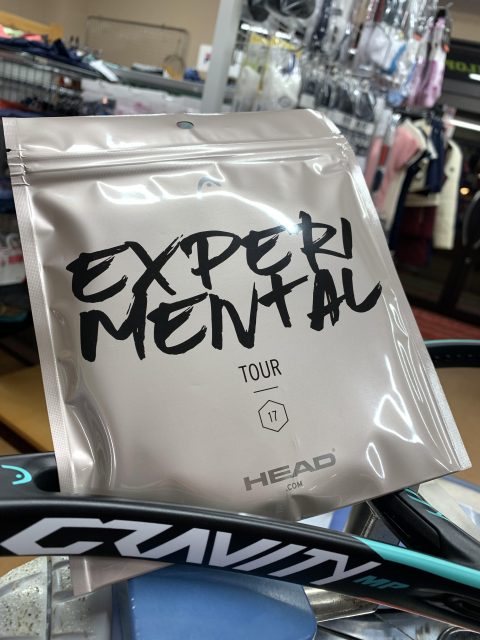 EXPERI
MENTAL
TOUR
17
HEAD
.COM
GRAVITY MP